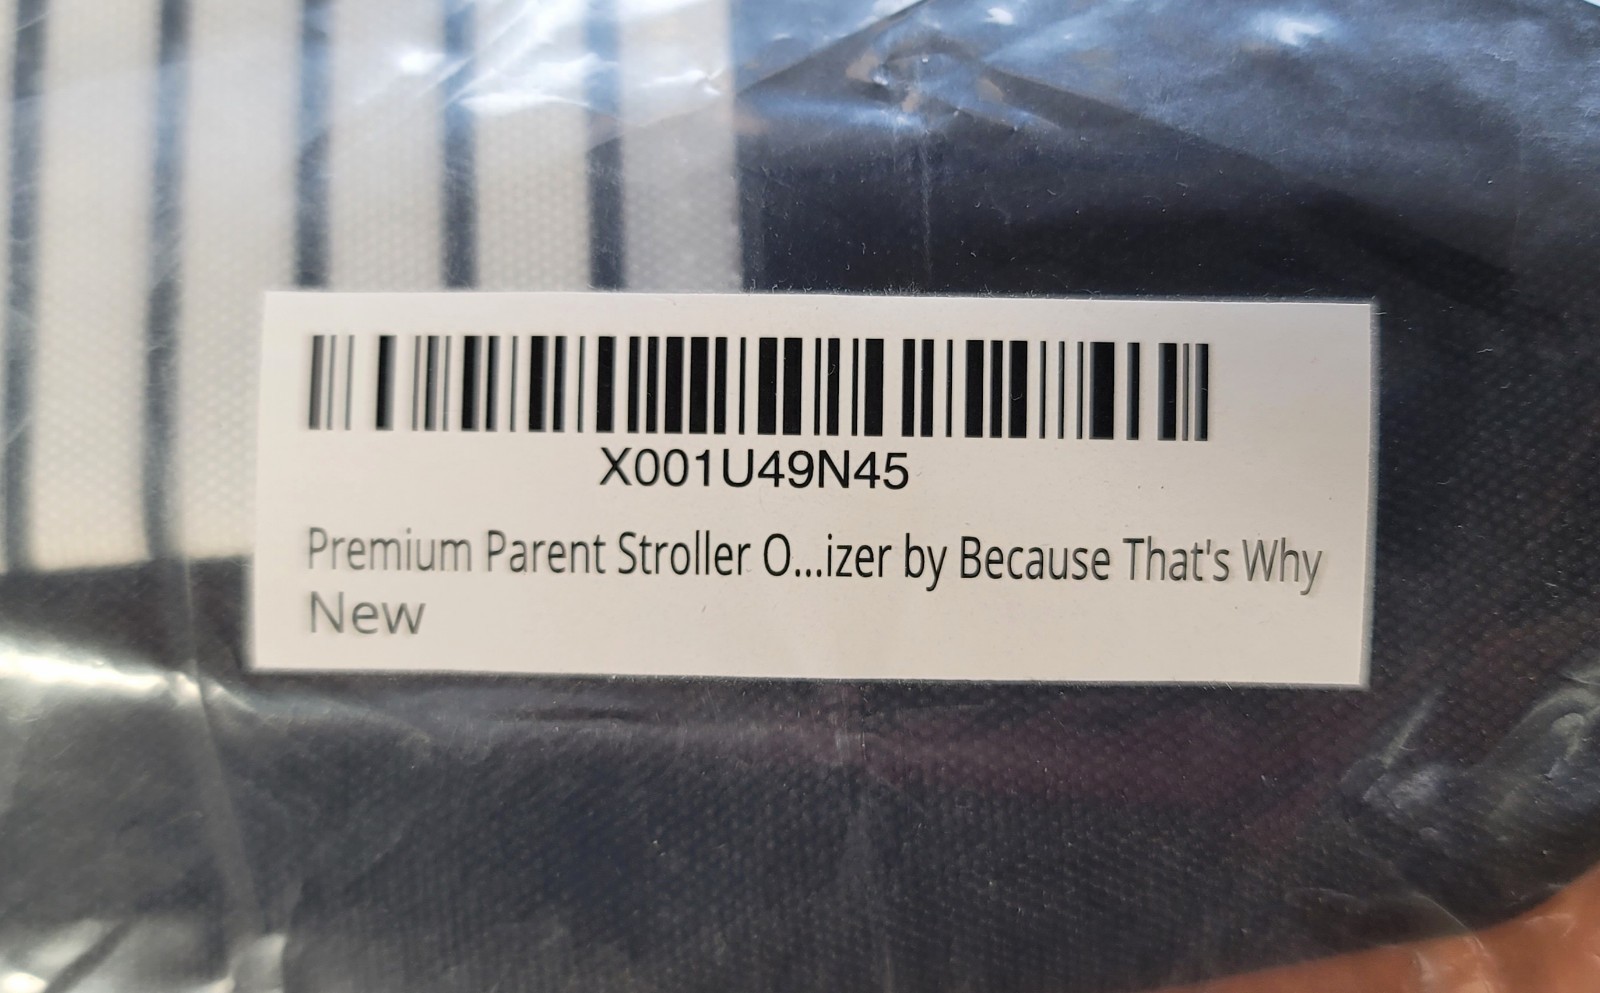 X001U49N45
Premium Parent Stroller O...izer by Because That's Why
New